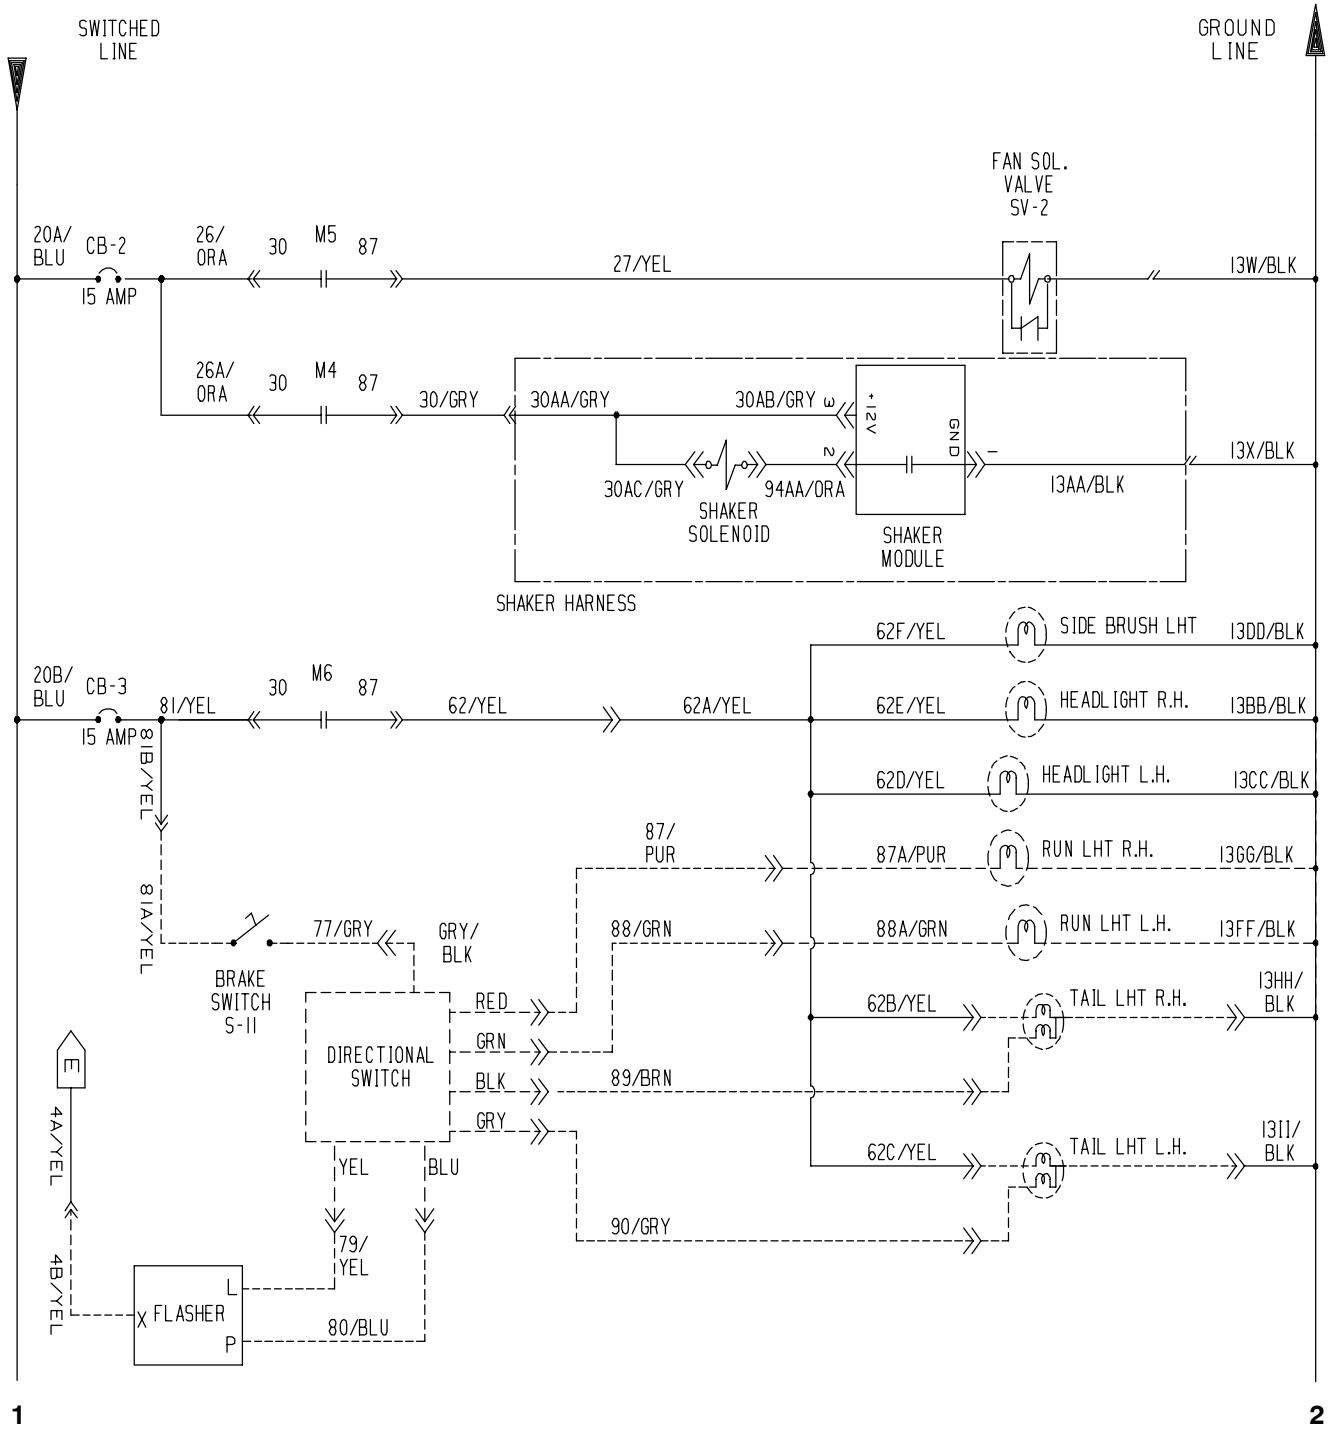 SWITCHED
LINE
GROUND
LINE
FAN SOL.
VALVE
SV-2
20A/
BLU
CB-2
15 AMP
26/
ORA
30
M5
87
27/YEL
13W/BLK
26A/
ORA
30
M4
87
30/GRY
30AA/GRY
30AB/GRY
3
+12V
GND
2
1
30AC/GRY
94AA/ORA
13AA/BLK
13X/BLK
SHAKER
SOLENOID
SHAKER
MODULE
SHAKER HARNESS
62F/YEL
SIDE BRUSH LHT
13DD/BLK
20B/
BLU
CB-3
15 AMP
81/YEL
30
M6
87
62/YEL
62A/YEL
62E/YEL
HEADLIGHT R.H.
13BB/BLK
81B/YEL
62D/YEL
HEADLIGHT L.H.
13CC/BLK
87/
PUR
87A/PUR
RUN LHT R.H.
13GG/BLK
81A/YEL
77/GRY
GRY/
BLK
88/GRN
88A/GRN
RUN LHT L.H.
13FF/BLK
BRAKE
SWITCH
S-11
RED
62B/YEL
TAIL LHT R.H.
13HH/
BLK
E
DIRECTIONAL
SWITCH
GRN
BLK
89/BRN
GRY
4A/YEL
YEL
BLU
62C/YEL
TAIL LHT L.H.
13II/
BLK
90/GRY
79/
YEL
4B/YEL
X
FLASHER
L
P
80/BLU
1
2